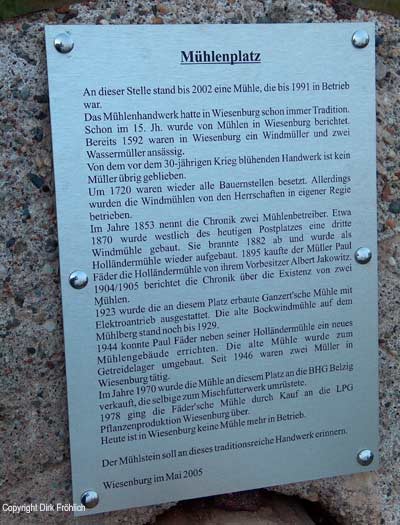 Mühlenplatz
An dieser Stelle stand bis 2002 eine Mühle, die bis 1991 in Betrieb
war.
Das Mühlenhandwerk hatte in Wiesenburg schon immer Tradition.
Schon im 15. Jh. wurde von Mühlen in Wiesenburg berichtet.
Bereits 1592 waren in Wiesenburg ein Windmüller und zwei
Wassermüller ansässig.
Von dem vor dem 30-jährigen Krieg blühenden Handwerk ist kein
Müller übrig geblieben.
Um 1720 waren wieder alle Bauernstellen besetzt. Allerdings
wurden die Windmühlen von den Herrschaften in eigener Regie
betrieben.
Im Jahre 1853 nennt die Chronik zwei Mühlenbetreiber. Etwa
1870 wurde westlich des heutigen Postplatzes eine dritte
Windmühle gebaut. Sie brannte 1882 ab und wurde als
Holländermühle wieder aufgebaut. 1895 kaufte der Müller Paul
Fäder die Holländermühle von ihrem Vorbesitzer Albert Jakowitz.
1904/1905 berichtet die Chronik über die Existenz von zwei
Mühlen.
1923 wurde die an diesem Platz erbaute Ganzert'sche Mühle mit
Elektroantrieb ausgestattet. Die alte Bockwindmühle auf dem
Mühlberg stand noch bis 1929.
1944 konnte Paul Fäder neben seiner Holländermühle ein neues
Mühlengebäude errichten. Die alte Mühle wurde zum
Getreidelager umgebaut. Seit 1946 waren zwei Müller in
Wiesenburg tätig.
Im Jahre 1970 wurde die Mühle an diesem Platz an die BHG Belzig
verkauft, die selbige zum Mischfutterwerk umrüstete.
1978 ging die Fäder'sche Mühle durch Kauf an die LPG
Pflanzenproduktion Wiesenburg über.
Heute ist in Wiesenburg keine Mühle mehr in Betrieb.
Der Mühlstein soll an dieses traditionsreiche Handwerk erinnern.
Wiesenburg im Mai 2005
Copyright Dirk Fröhlich